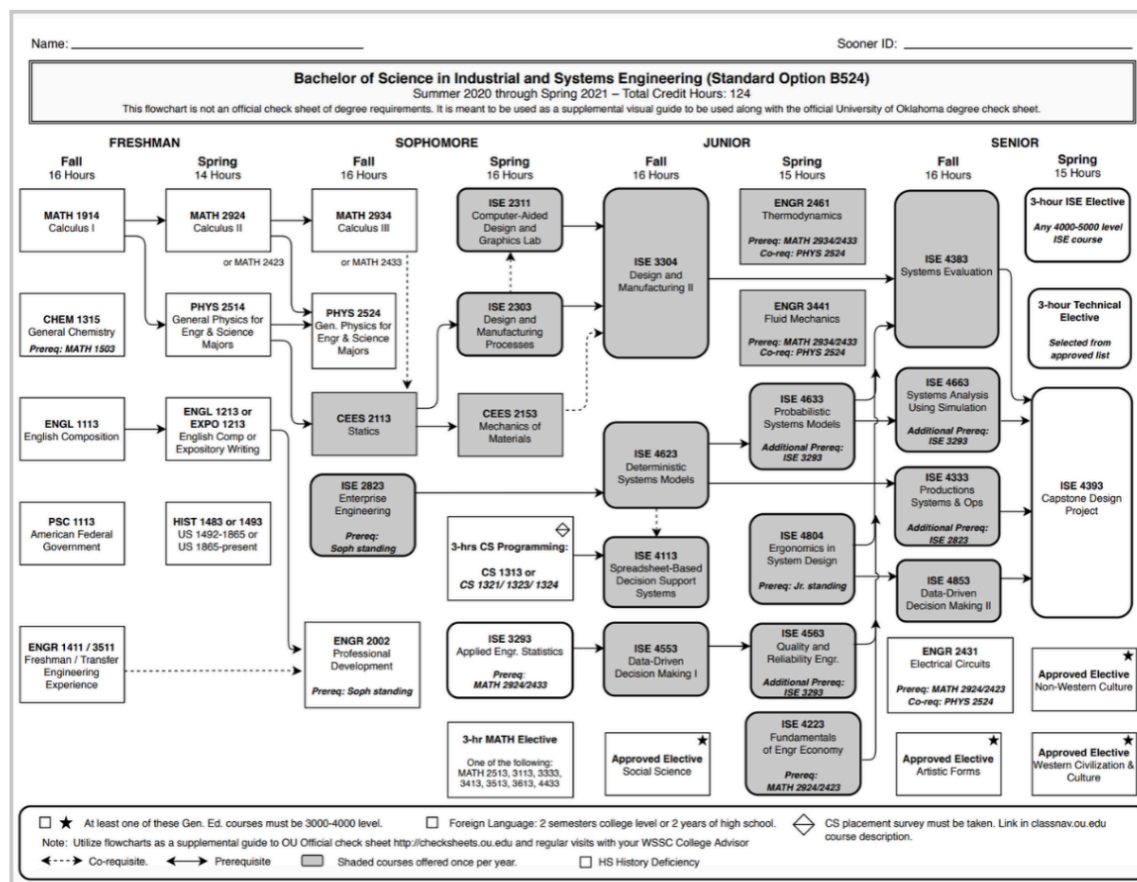 Name:
Sooner ID:
Bachelor of Science in Industrial and Systems Engineering (Standard Option B524)
Summer 2020 through Spring 2021 – Total Credit Hours: 124
This flowchart is not an official check sheet of degree requirements. It is meant to be used as a supplemental visual guide to be used along with the official University of Oklahoma degree check sheet.
FRESHMAN
SOPHOMORE
JUNIOR
SENIOR
Fall
16 Hours
Spring
14 Hours
Fall
16 Hours
Spring
16 Hours
Fall
16 Hours
Spring
15 Hours
Fall
16 Hours
Spring
15 Hours
MATH 1914
Calculus I
CHEM 1315
General Chemistry
Prereq: MATH 1503
ENGL 1113
English Composition
PSC 1113
American Federal
Government
ENGR 1411 / 3511
Freshman / Transfer
Engineering
Experience
MATH 2924
Calculus II
or MATH 2423
PHYS 2514
General Physics for
Engr & Science
Majors
ENGL 1213 or
EXPO 1213
English Comp or
Expository Writing
HIST 1483 or 1493
US 1492-1865 or
US 1865-present
MATH 2934
Calculus III
or MATH 2433
PHYS 2524
Gen. Physics for
Engr & Science
Majors
CEES 2113
Statics
ISE 2823
Enterprise
Engineering
Prereq:
Soph standing
ENGR 2002
Professional
Development
Prereq: Soph standing
ISE 2311
Computer-Aided
Design and
Graphics Lab
ISE 2303
Design and
Manufacturing
Processes
CEES 2153
Mechanics of
Materials
3-hrs CS Programming:
CS 1313 or
CS 1321/ 1323/ 1324
ISE 3293
Applied Engr. Statistics
Prereq:
MATH 2924/2433
3-hr MATH Elective
One of the following:
MATH 2513, 3113, 3333,
3413, 3513, 3613, 4433
ISE 3304
Design and
Manufacturing II
ISE 4623
Deterministic
Systems Models
ISE 4113
Spreadsheet-Based
Decision Support
Systems
ISE 4553
Data-Driven
Decision Making I
Approved Elective
Social Science
ENGR 2461
Thermodynamics
Prereq: MATH 2934/2433
Co-req: PHYS 2524
ENGR 3441
Fluid Mechanics
Prereq: MATH 2934/2433
Co-req: PHYS 2524
ISE 4633
Probabilistic
Systems Models
Additional Prereq:
ISE 3293
ISE 4804
Ergonomics in
System Design
Prereq: Jr. standing
ISE 4563
Quality and
Reliability Engr.
Additional Prereq:
ISE 3293
ISE 4223
Fundamentals
of Engr Economy
Prereq:
MATH 2924/2423
ISE 4383
Systems Evaluation
ISE 4663
Systems Analysis
Using Simulation
Additional Prereq:
ISE 3293
ISE 4333
Productions
Systems & Ops
Additional Prereq:
ISE 2823
ISE 4853
Data-Driven
Decision Making II
ENGR 2431
Electrical Circuits
Prereq: MATH 2924/2423
Co-req: PHYS 2524
Approved Elective
Artistic Forms
3-hour ISE Elective
Any 4000-5000 level
ISE course
3-hour Technical
Elective
Selected from
approved list
ISE 4393
Capstone Design
Project
Approved Elective
Non-Western Culture
Approved Elective
Western Civilization &
Culture
At least one of these Gen. Ed. courses must be 3000-4000 level.
Foreign Language: 2 semesters college level or 2 years of high school.
CS placement survey must be taken. Link in classnav.ou.edu
course description.
Note: Utilize flowcharts as a supplemental guide to OU Official check sheet http://checksheets.ou.edu and regular visits with your WSSC College Advisor
Co-requisite.
Prerequisite
Shaded courses offered once per year.
HS History Deficiency